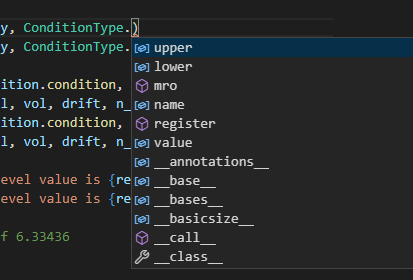 y, ConditionType.)
y, ConditionType.
upper
lower
mro
name
register
value
__annotations__
__base__
__bases__
__basicsize__
__call__
__class__
ition.condition,
l, vol, drift, n_
ition.condition,
l, vol, drift, n_
evel value is {re
evel value is {re
f 6.33436